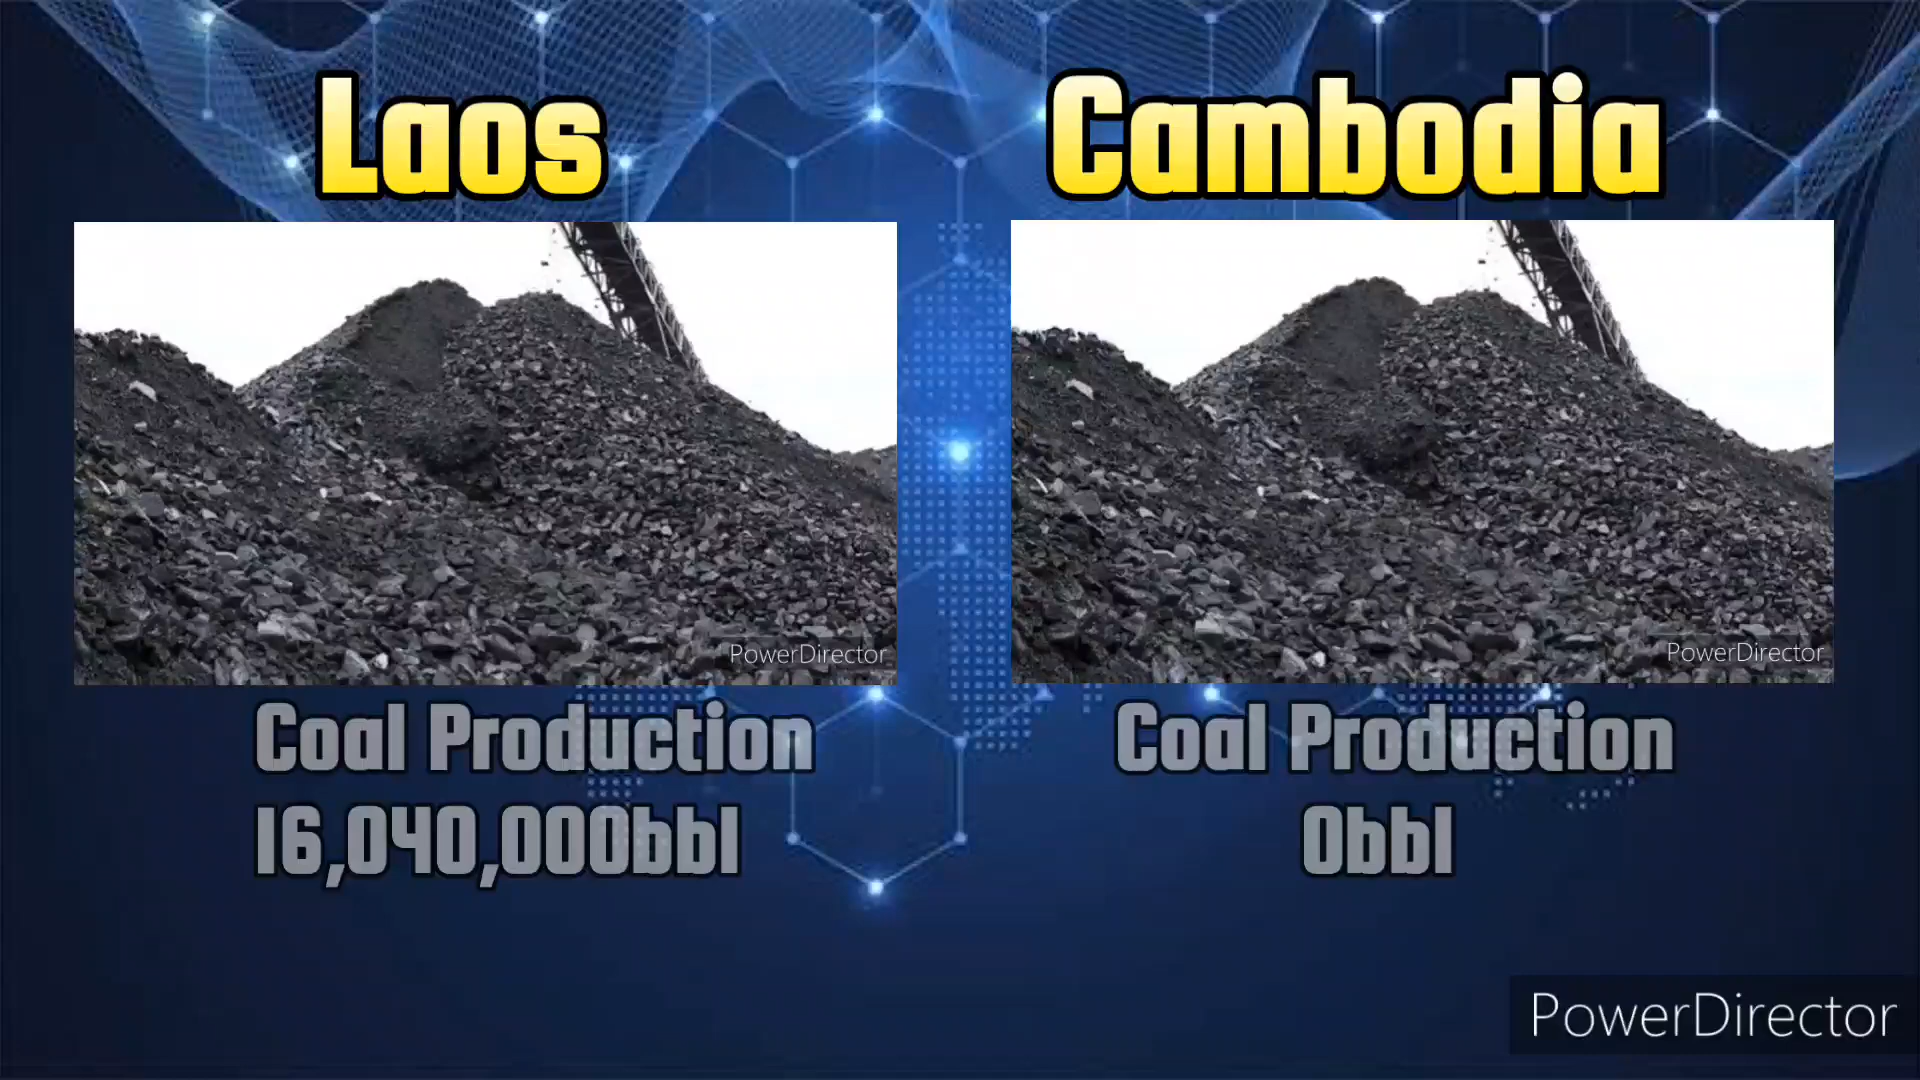 Laos
Cambodia
PowerDirector
PowerDirector
Coal Production
16,040,000bbl
Coal Production
0bbl
PowerDirector